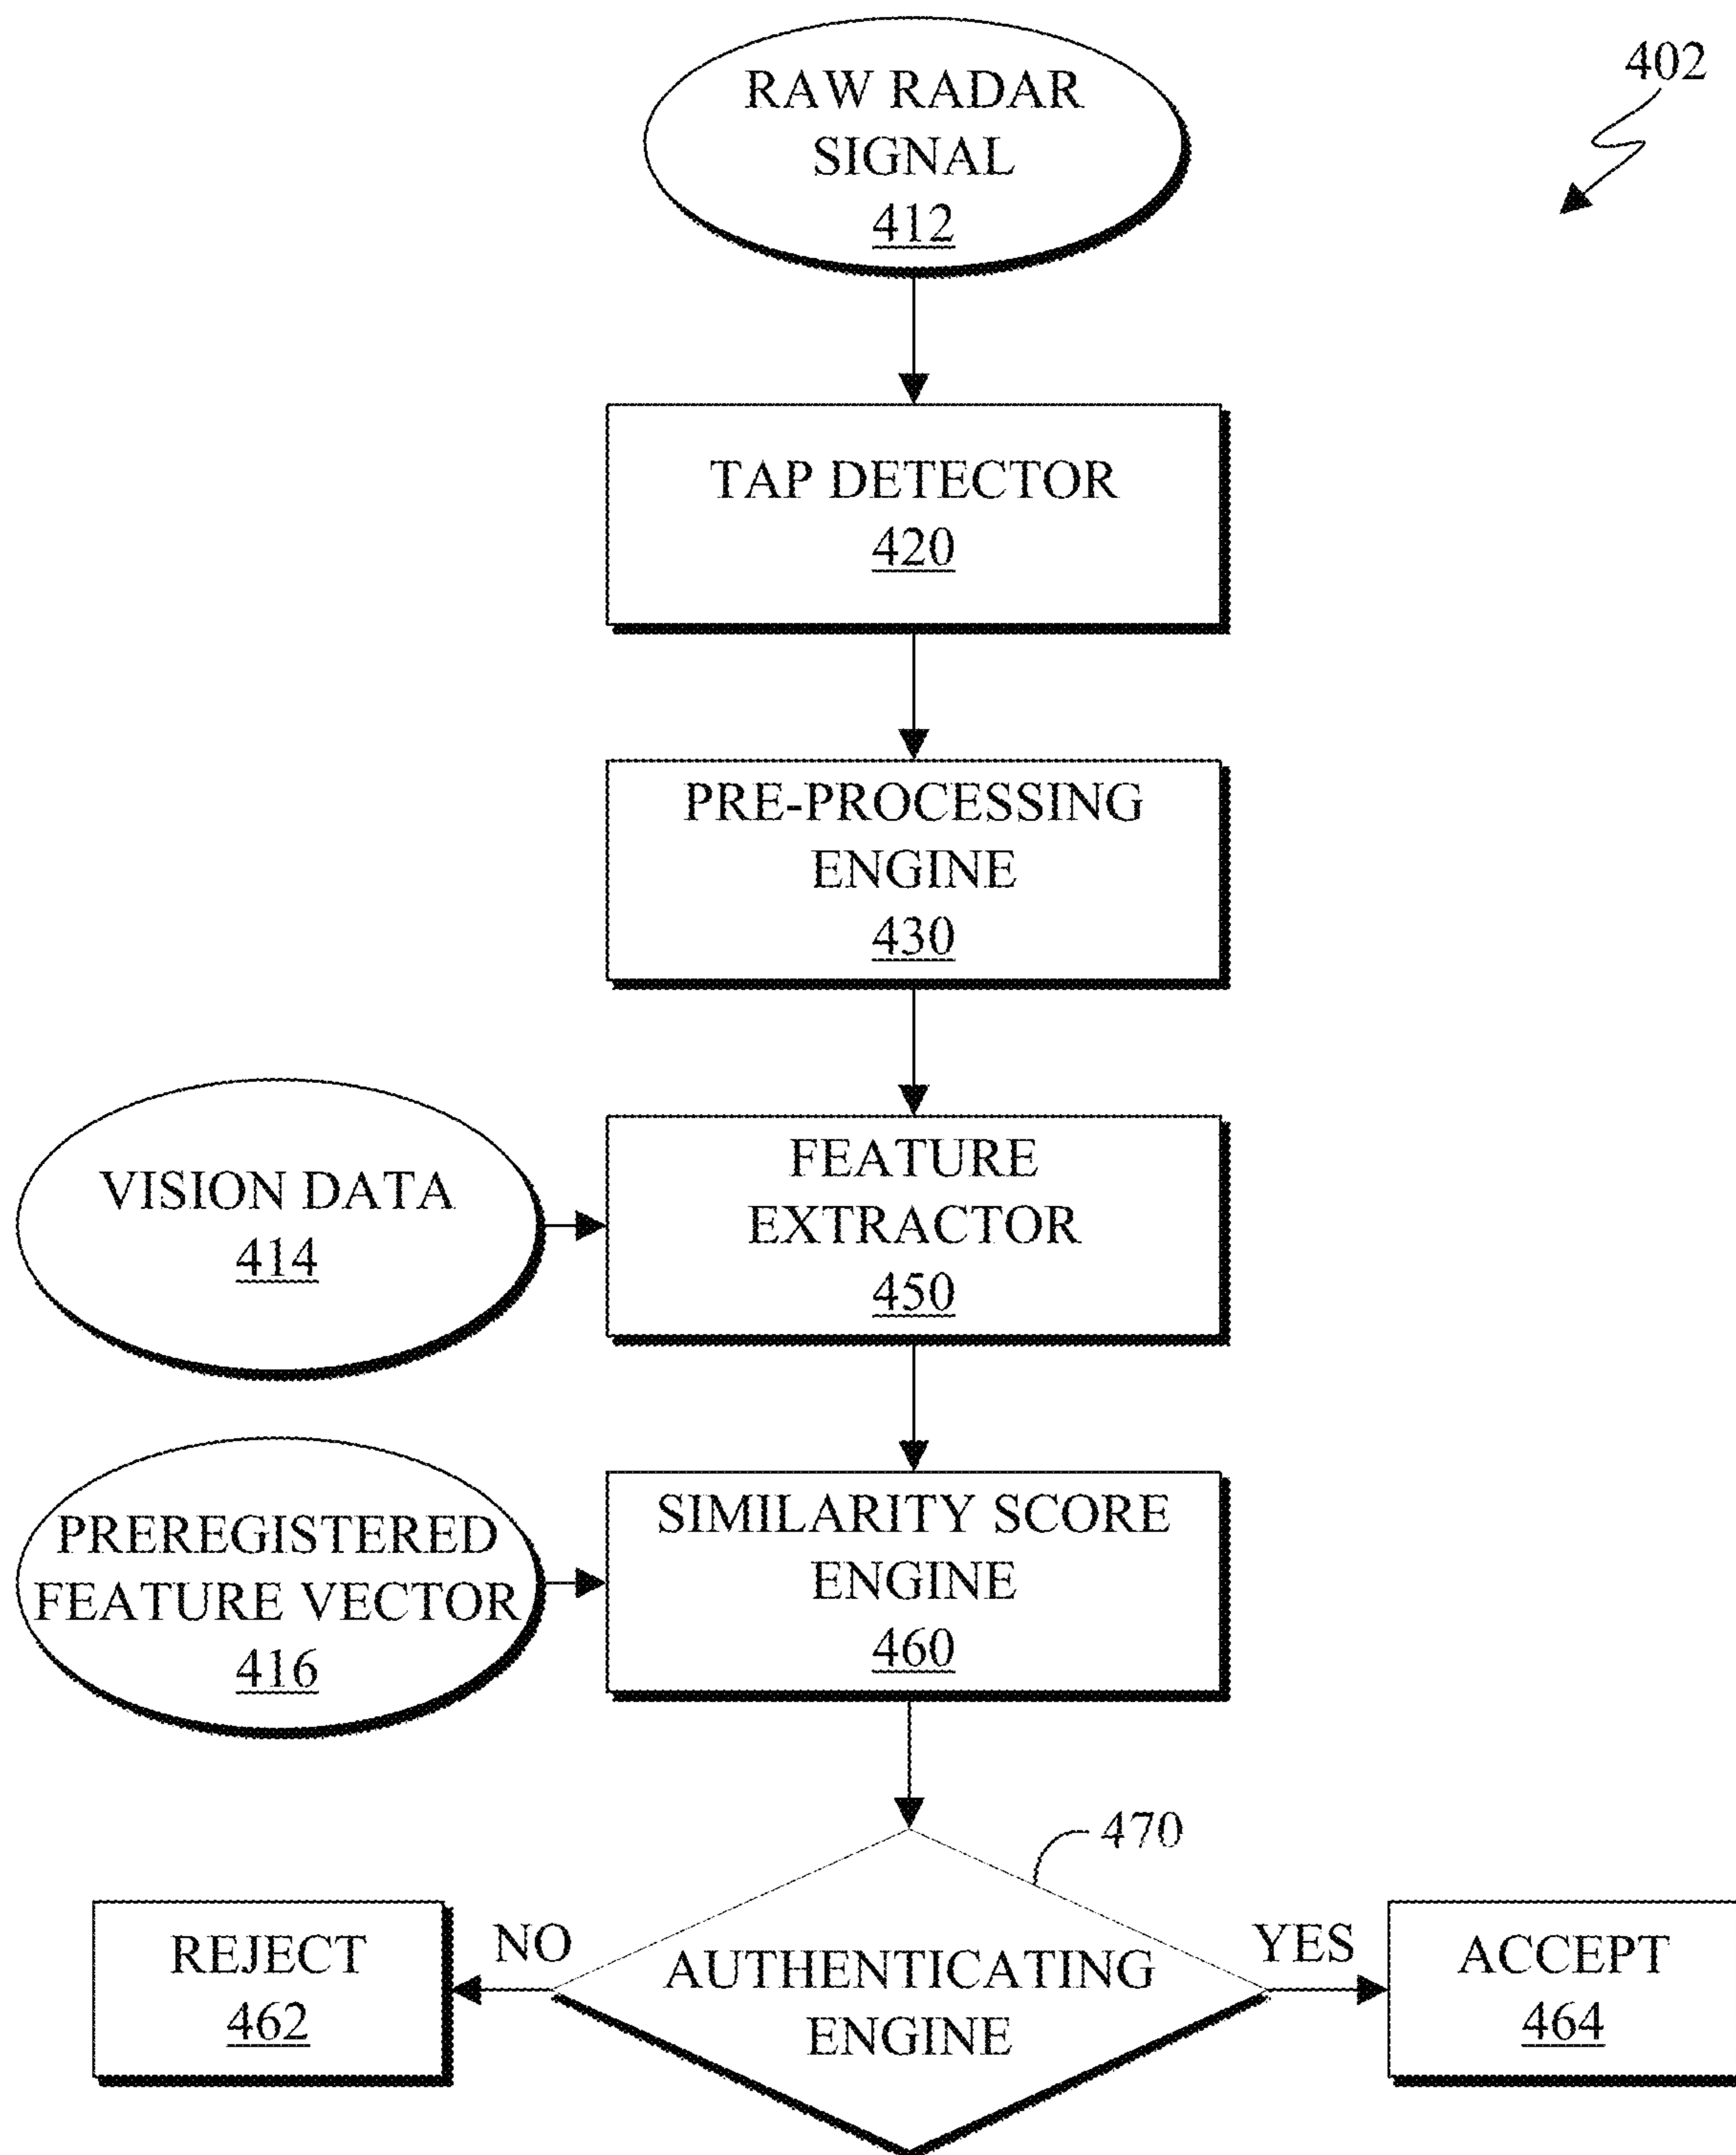 402
RAW RADAR
SIGNAL
412
TAP DETECTOR
420
PRE-PROCESSING
ENGINE
430
VISION DATA
414
FEATURE
EXTRACTOR
450
PREREGISTERED
FEATURE VECTOR
416
SIMILARITY SCORE
ENGINE
460
470
REJECT
462
NO
AUTHENTICATING
ENGINE
YES
ACCEPT
464